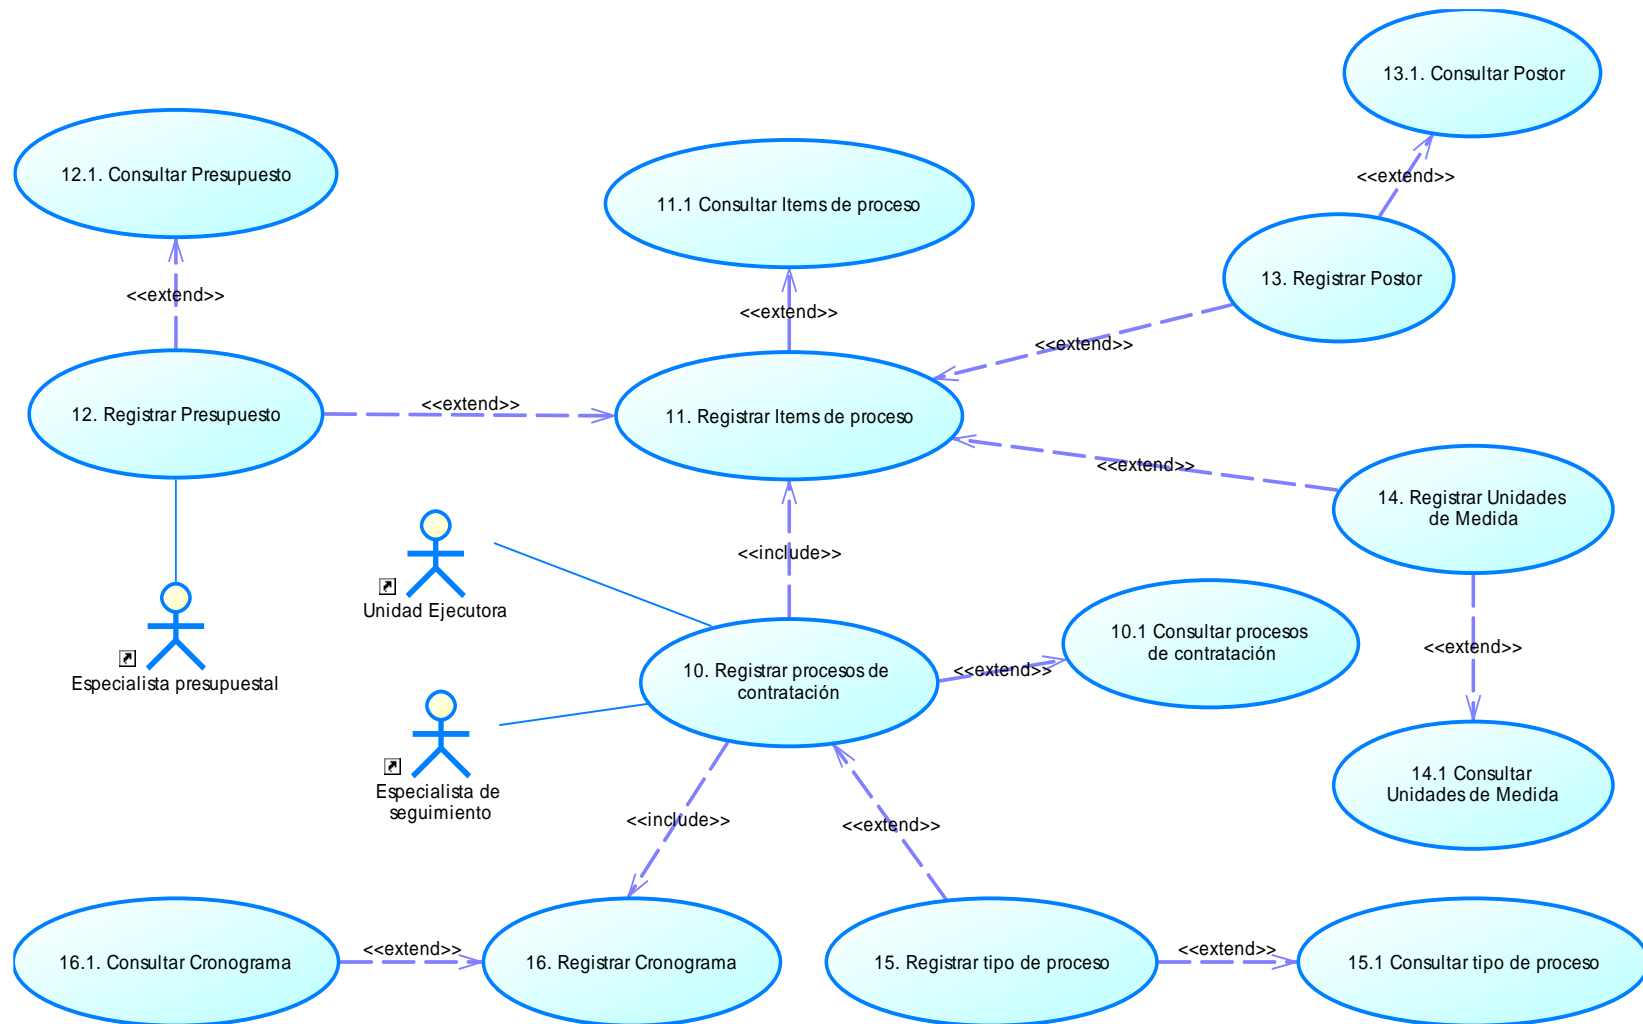 13.1. Consultar Postor
12.1. Consultar Presupuesto
11.1 Consultar Items de proceso
<<extend>>
13. Registrar Postor
<<extend>>
<<extend>>
<<extend>>
12. Registrar Presupuesto
<<extend>>
11. Registrar Items de proceso
<<extend>>
14. Registrar Unidades
de Medida
<<include>>
Unidad Ejecutora
10.1 Consultar procesos
de contratación
<<extend>>
Especialista presupuestal
10. Registrar procesos de
contratación
<<extend>>
14.1 Consultar
Unidades de Medida
Especialista de
seguimiento
<<include>>
<<extend>>
16.1. Consultar Cronograma
<<extend>>
16. Registrar Cronograma
15. Registrar tipo de proceso
<<extend>>
15.1 Consultar tipo de proceso